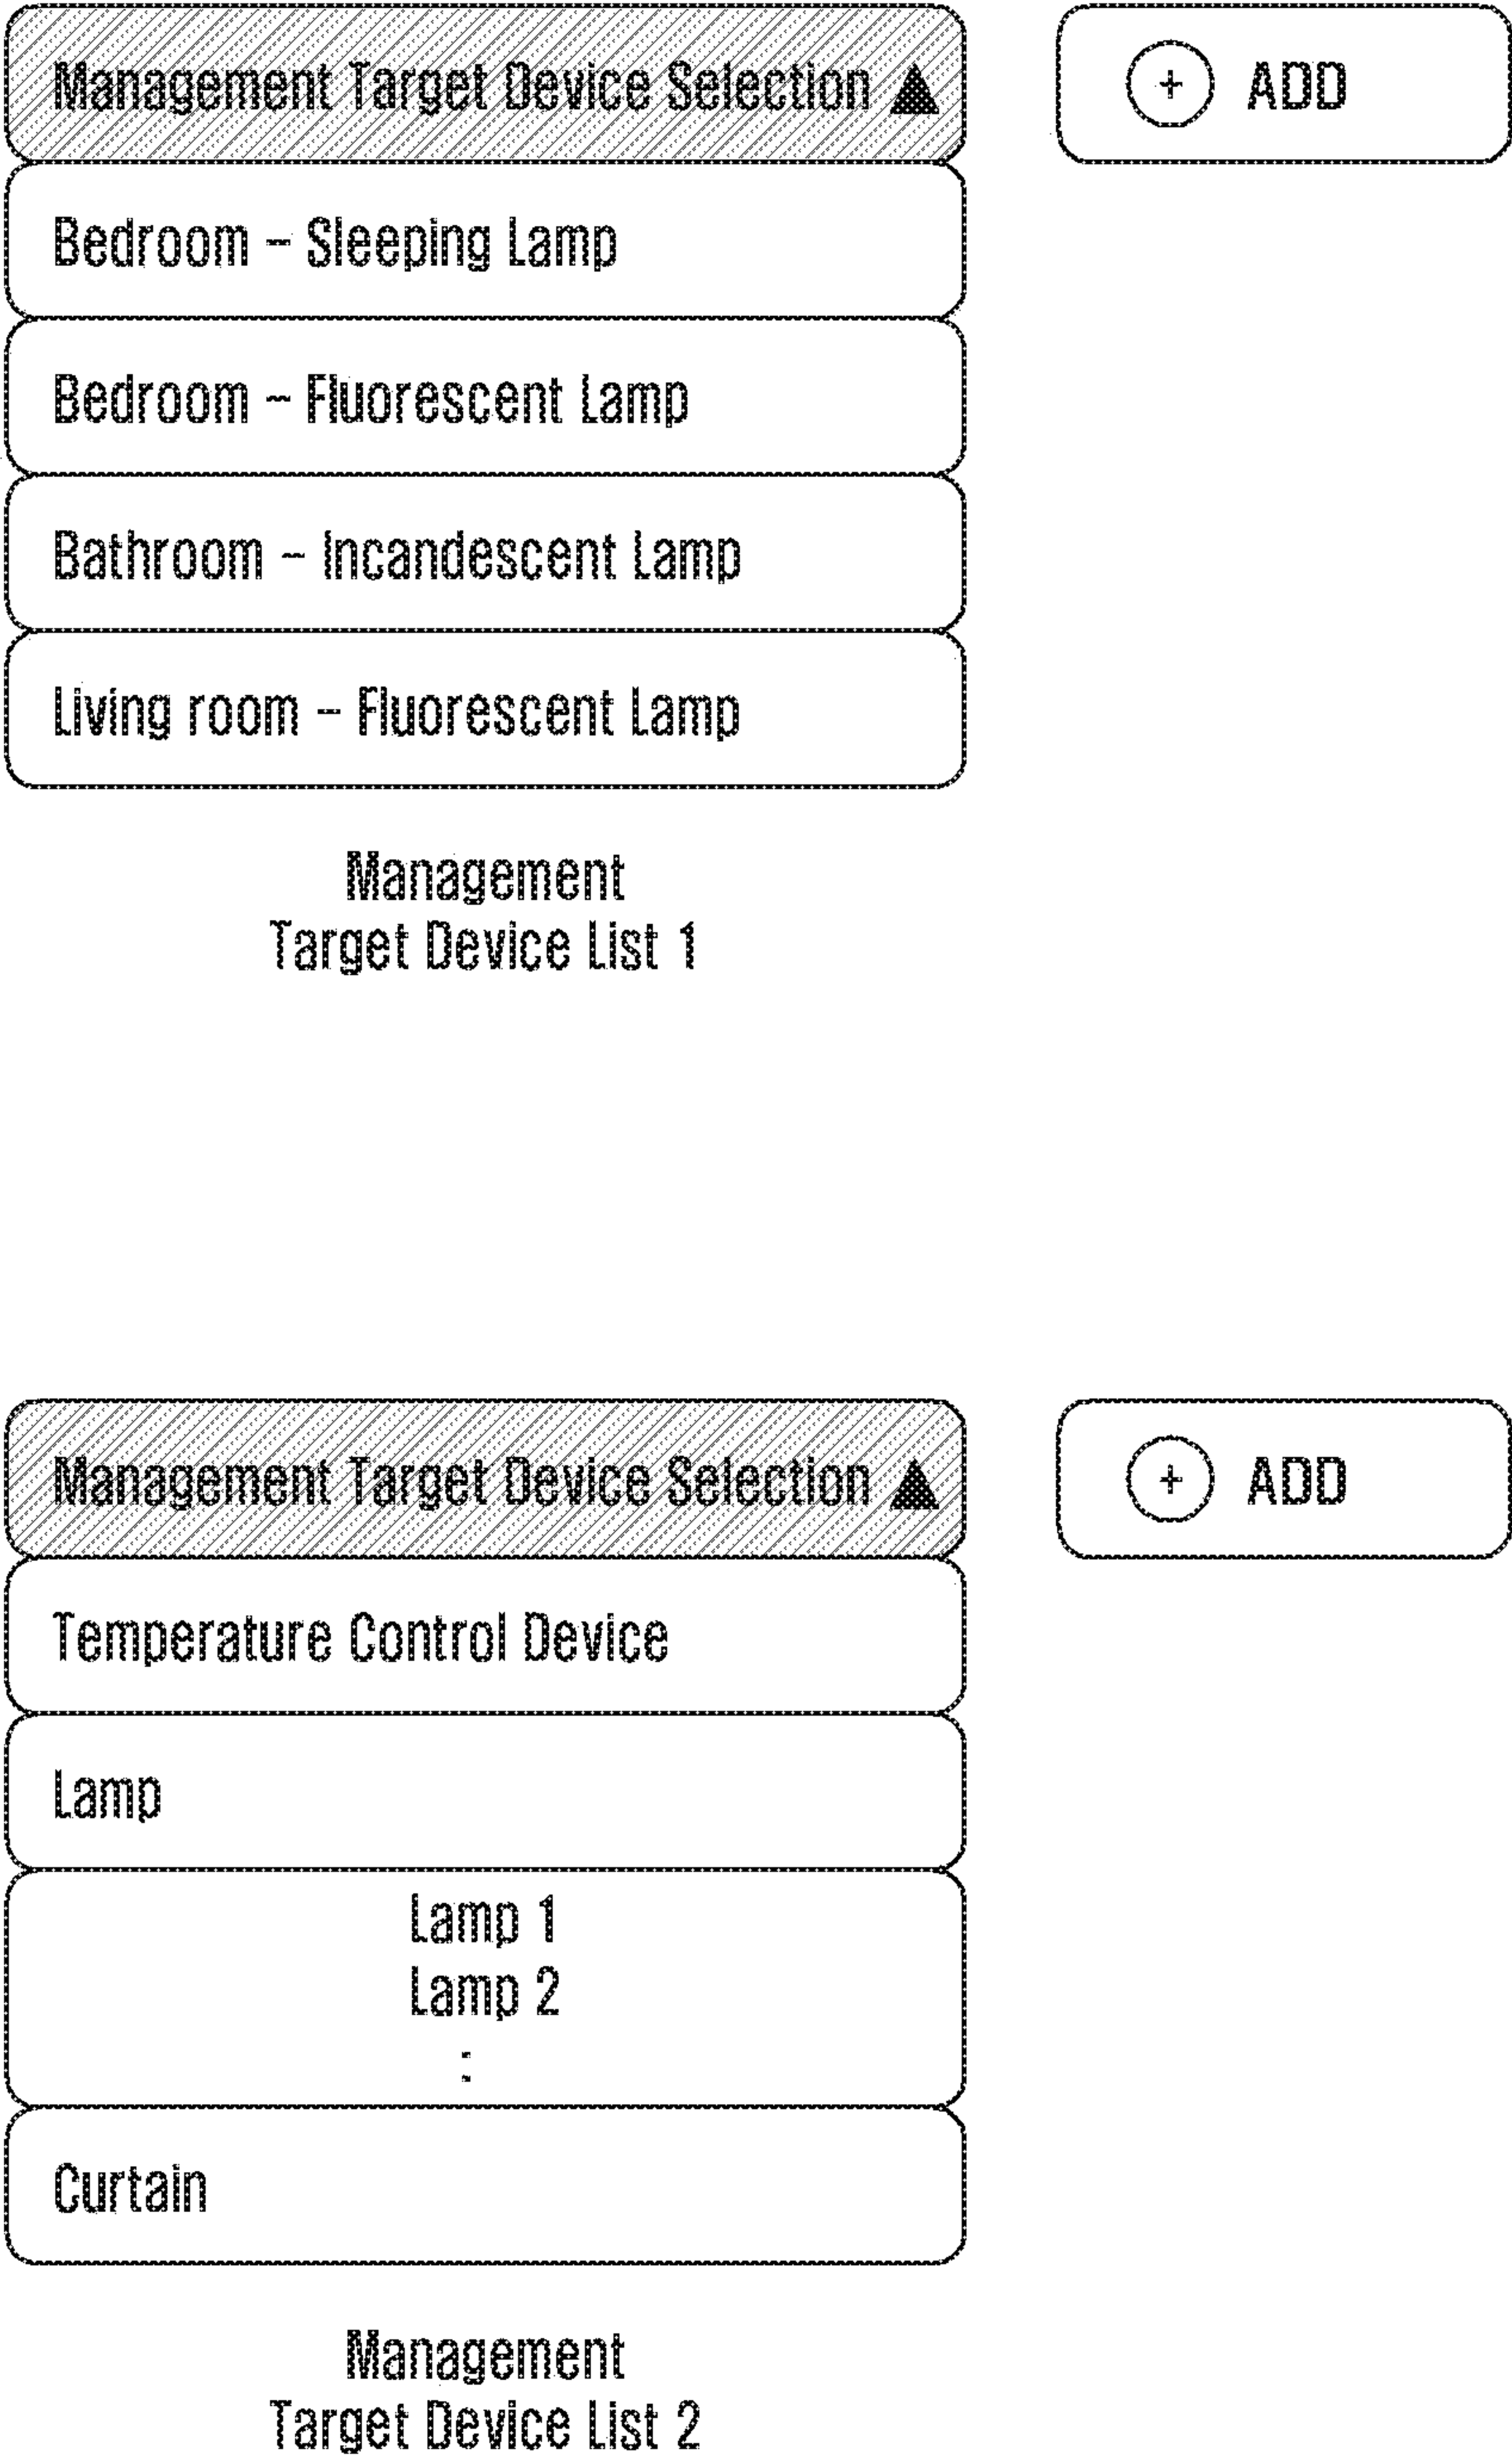 Management Target Device Selection ▲
+ ADD
Bedroom - Sleeping Lamp
Bedroom - Fluorescent Lamp
Bathroom - Incandescent Lamp
Living room - Fluorescent Lamp
Management
Target Device List 1
Management Target Device Selection ▲
+ ADD
Temperature Control Device
Lamp
Lamp 1
Lamp 2
:
Curtain
Management
Target Device List 2